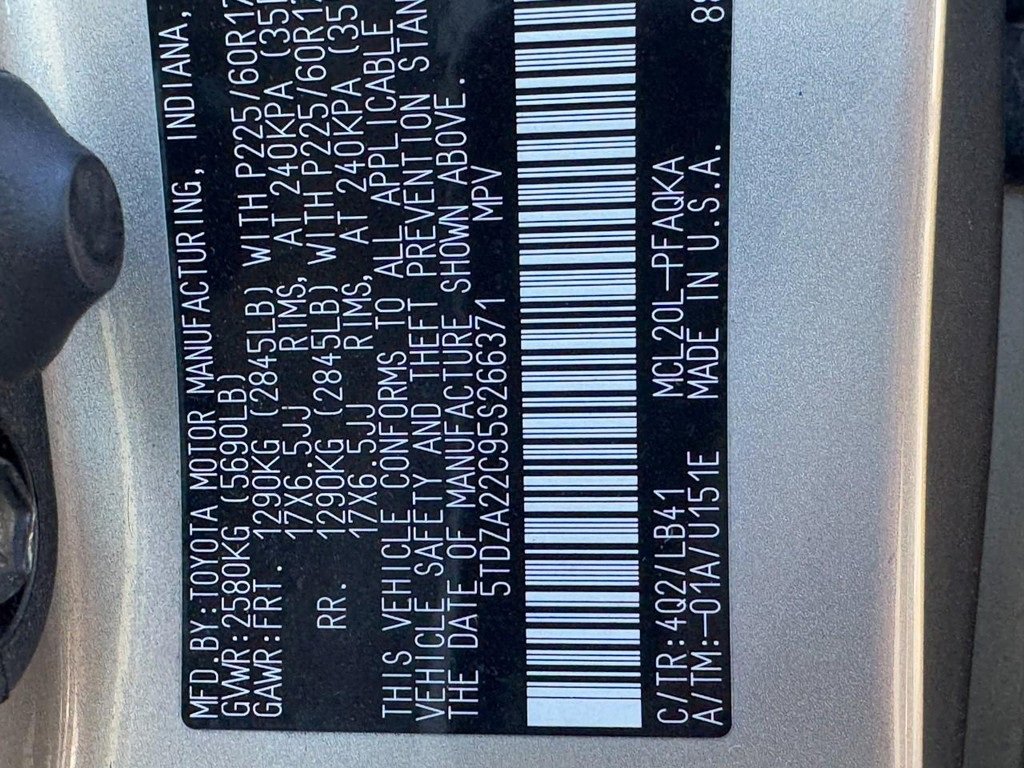 MFD.BY:TOYOTA MOTOR MANUFACTURING, INDIANA,
GVWR:2580KG (5690LB)
GAWR:FRT. 1290KG (2845LB) WITH P225/60R17
17X6.5JJ RIMS, AT 240KPA (35
RR. 1290KG (2845LB) WITH P225/60R17
17X6.5JJ RIMS, AT 240KPA (35
THIS VEHICLE CONFORMS TO ALL APPLICABLE
VEHICLE SAFETY AND THEFT PREVENTION STAN
THE DATE OF MANUFACTURE SHOWN ABOVE.
5TDZA22C95S266371 MPV
C/TR:4Q2/LB41 MCL20L-PFAQKA
A/TM:-01A/U151E MADE IN U.S.A.